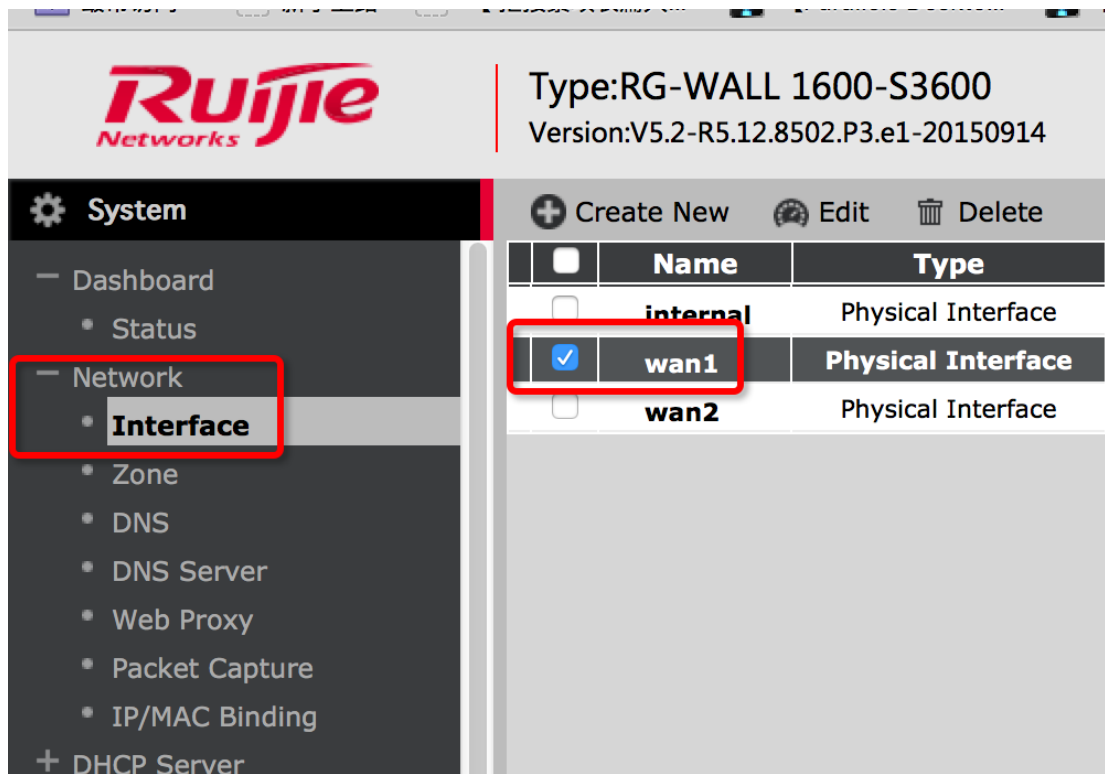 Ruijie
Networks
Type:RG-WALL 1600-S3600
Version:V5.2-R5.12.8502.P3.e1-20150914
System
Create New Edit Delete
Dashboard
Status
Network
Interface
Zone
DNS
DNS Server
Web Proxy
Packet Capture
IP/MAC Binding
DHCP Server
Name Type
internal Physical Interface
wan1 Physical Interface
wan2 Physical Interface